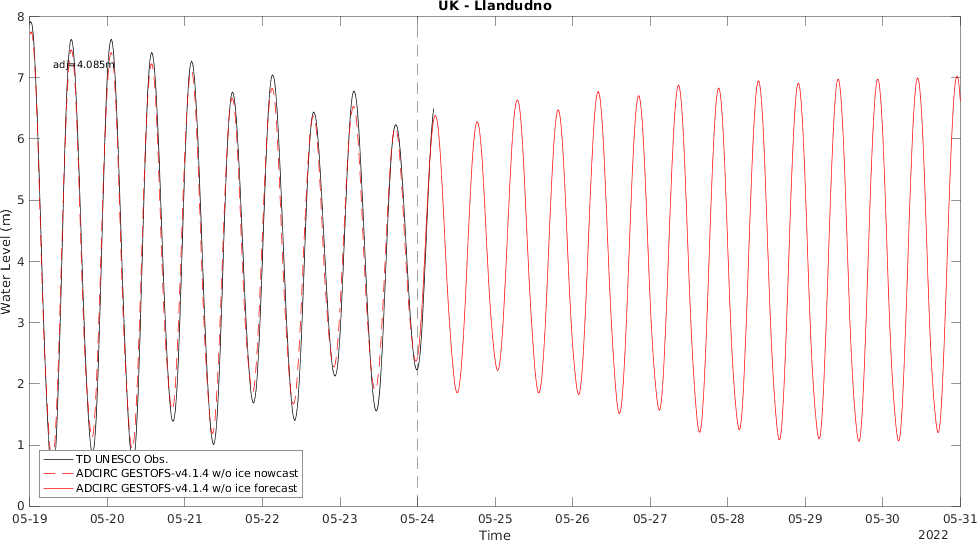 UK - Llandudno
adj=4.085m
Water Level (m)
8
7
6
5
4
3
2
1
0
TD UNESCO Obs.
ADCIRC GESTOFS-v4.1.4 w/o ice nowcast
ADCIRC GESTOFS-v4.1.4 w/o ice forecast
05-19 05-20 05-21 05-22 05-23 05-24 05-25 05-26 05-27 05-28 05-29 05-30 05-31
Time
2022